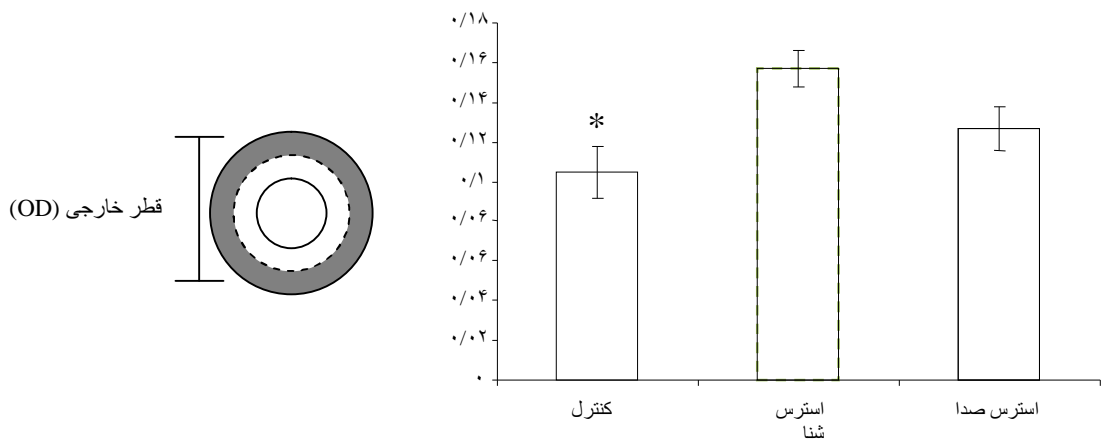 قطر خارجی (OD)
۰/۱۸
۰/۱۶
۰/۱۴
۰/۱۲
۰/۱
۰/۰۶
۰/۰۶
۰/۰۴
۰/۰۲
۰
*
کنترل
استرس
شنا
استرس صدا